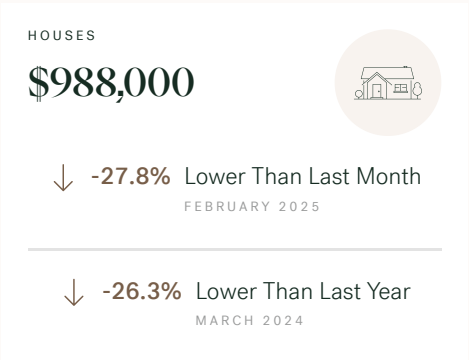 HOUSES
$988,000
-27.8% Lower Than Last Month
FEBRUARY 2025
-26.3% Lower Than Last Year
MARCH 2024